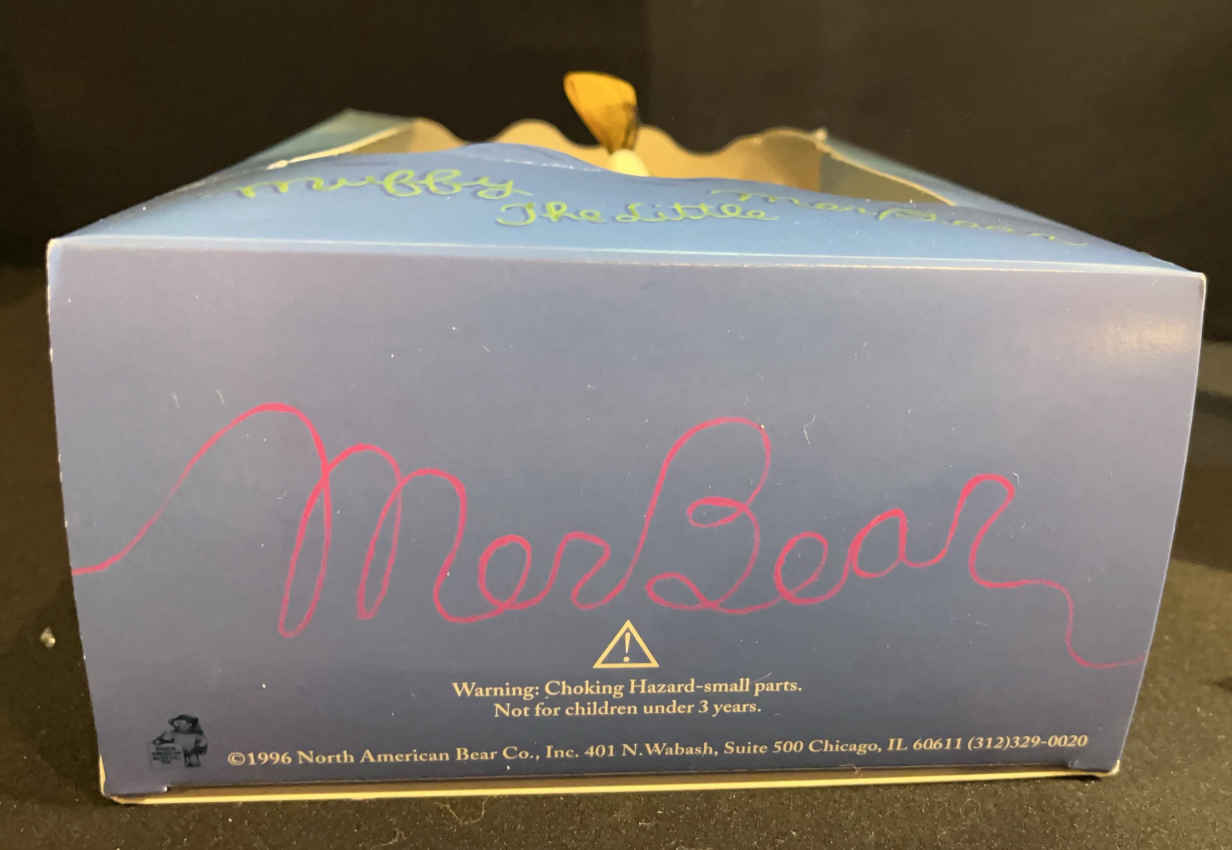 Muffy
The Little
MerBear
MerBear
Warning: Choking Hazard-small parts.
Not for children under 3 years.
©1996 North American Bear Co., Inc. 401 N. Wabash, Suite 500 Chicago, IL 60611 (312)329-0020